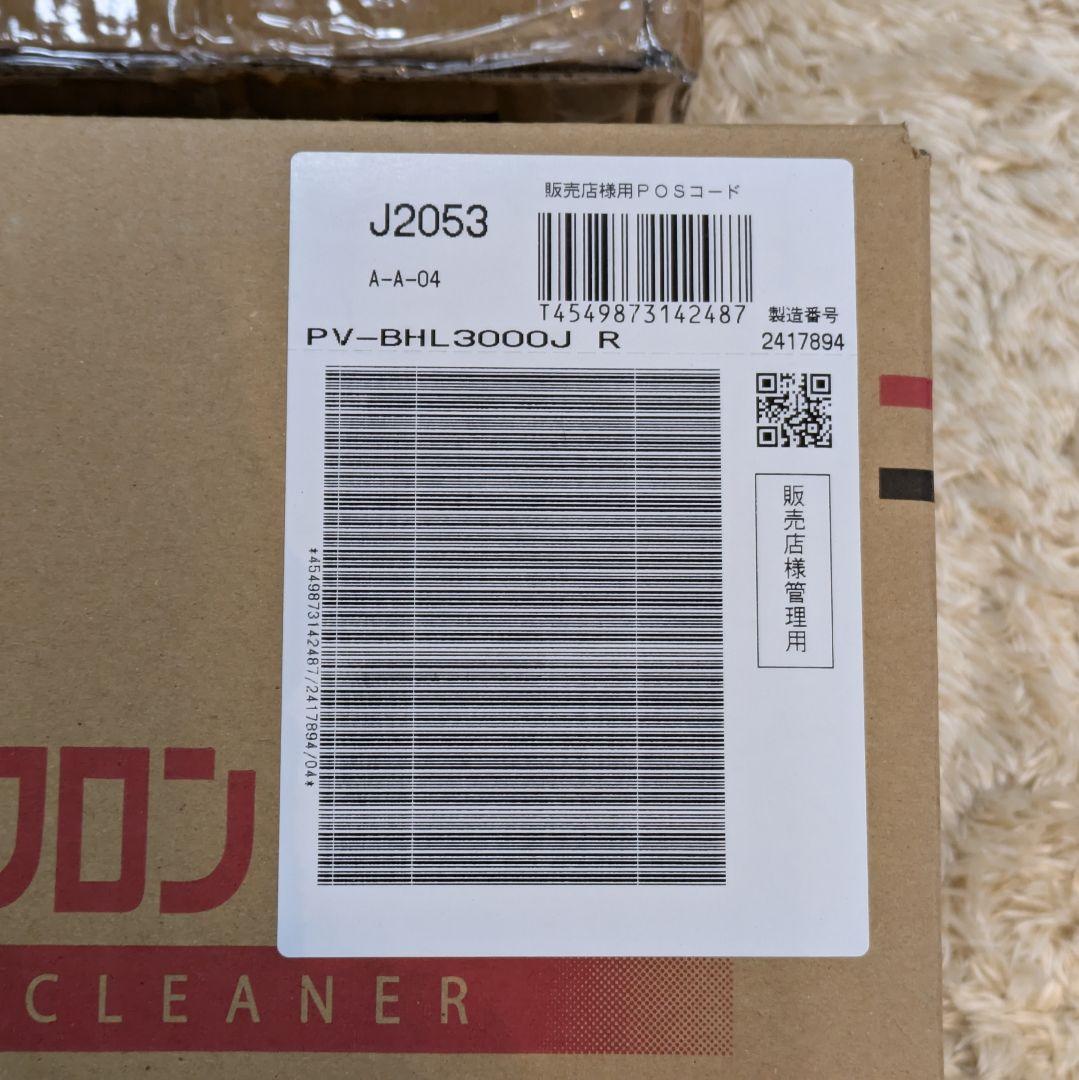 J2053
A-A-04
販売店様用POSコード
T4549873142487
製造番号
PV-BHL3000J R
2417894
*4549873142487/2417894/04*
販売店様管理用
ロン
CLEANER